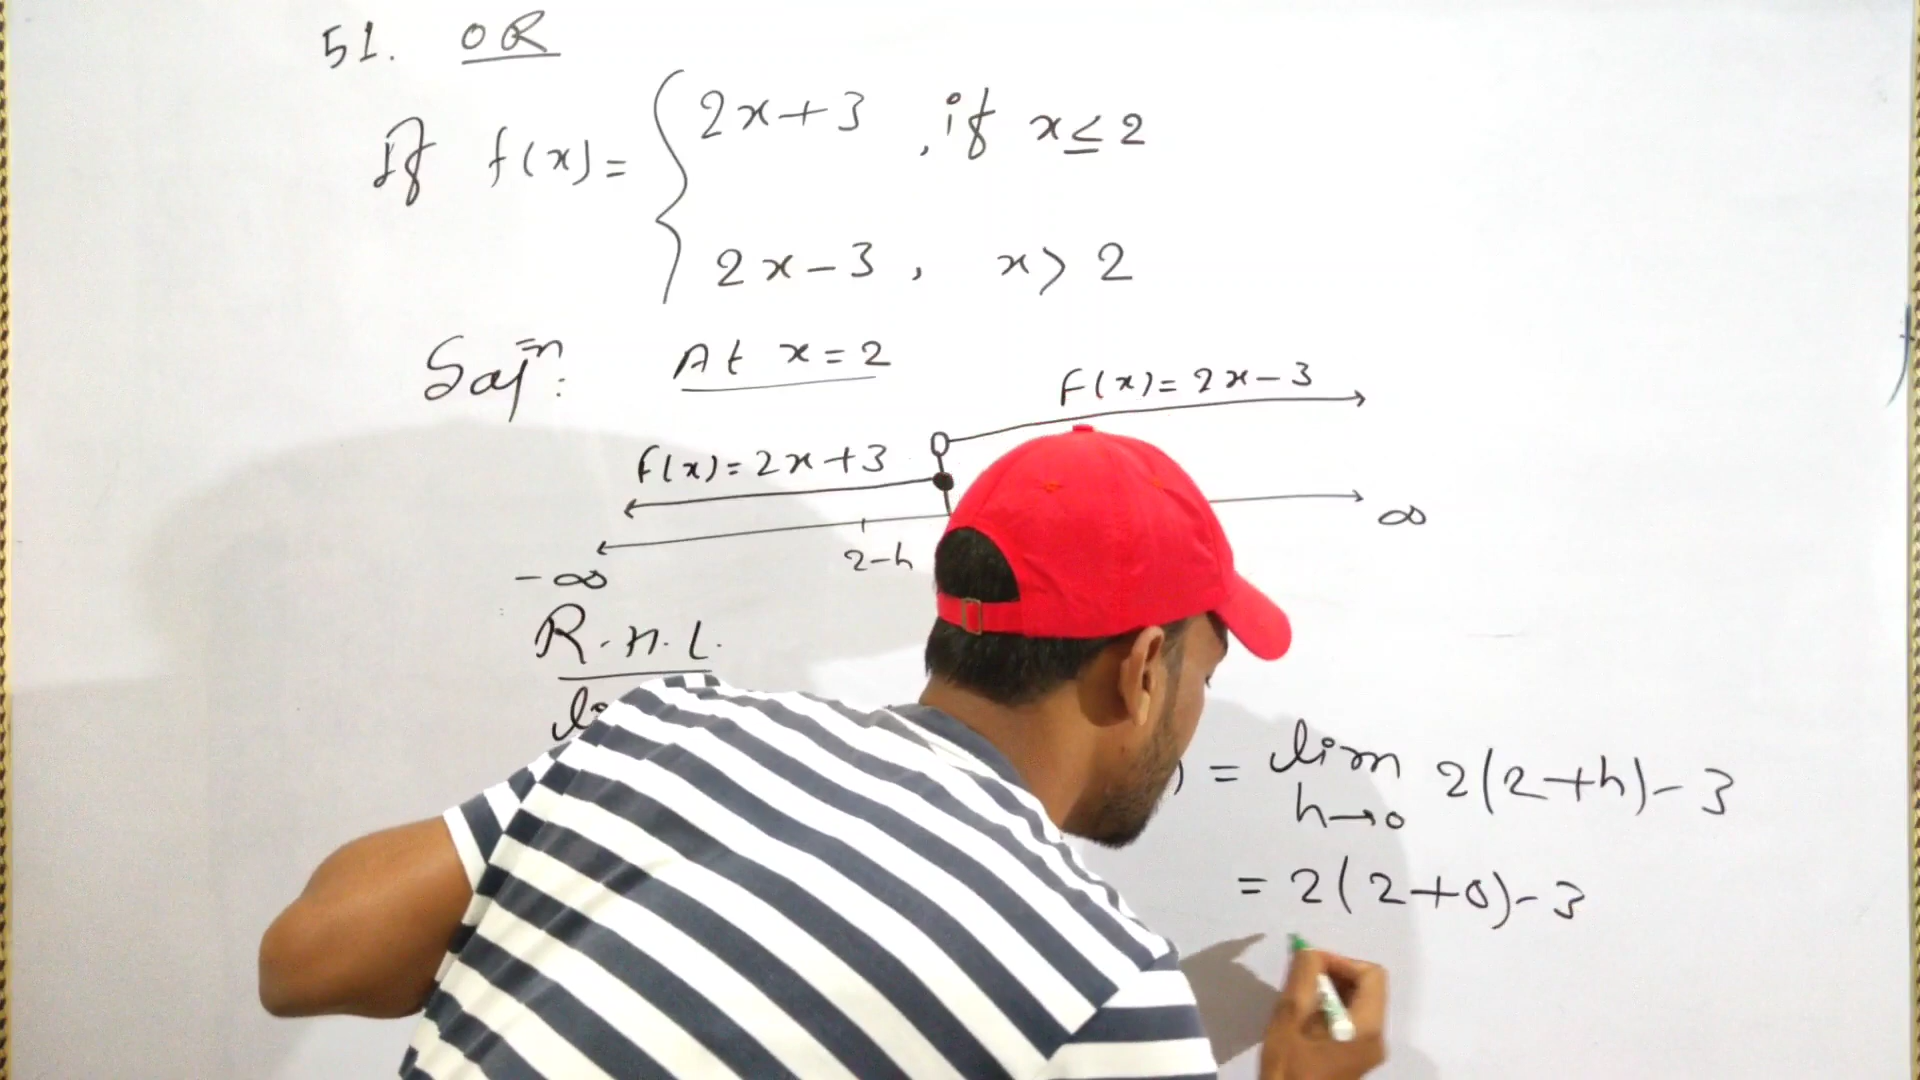 51. OR
If f(x) = { 2x+3 , if x ≤ 2
2x-3 , x > 2
Sol=n : At x = 2
f(x) = 2x-3
f(x) = 2x+3
∞
2-h
-∞
R.H.L.
) = lim h→0 2(2+h)-3
= 2(2+0)-3